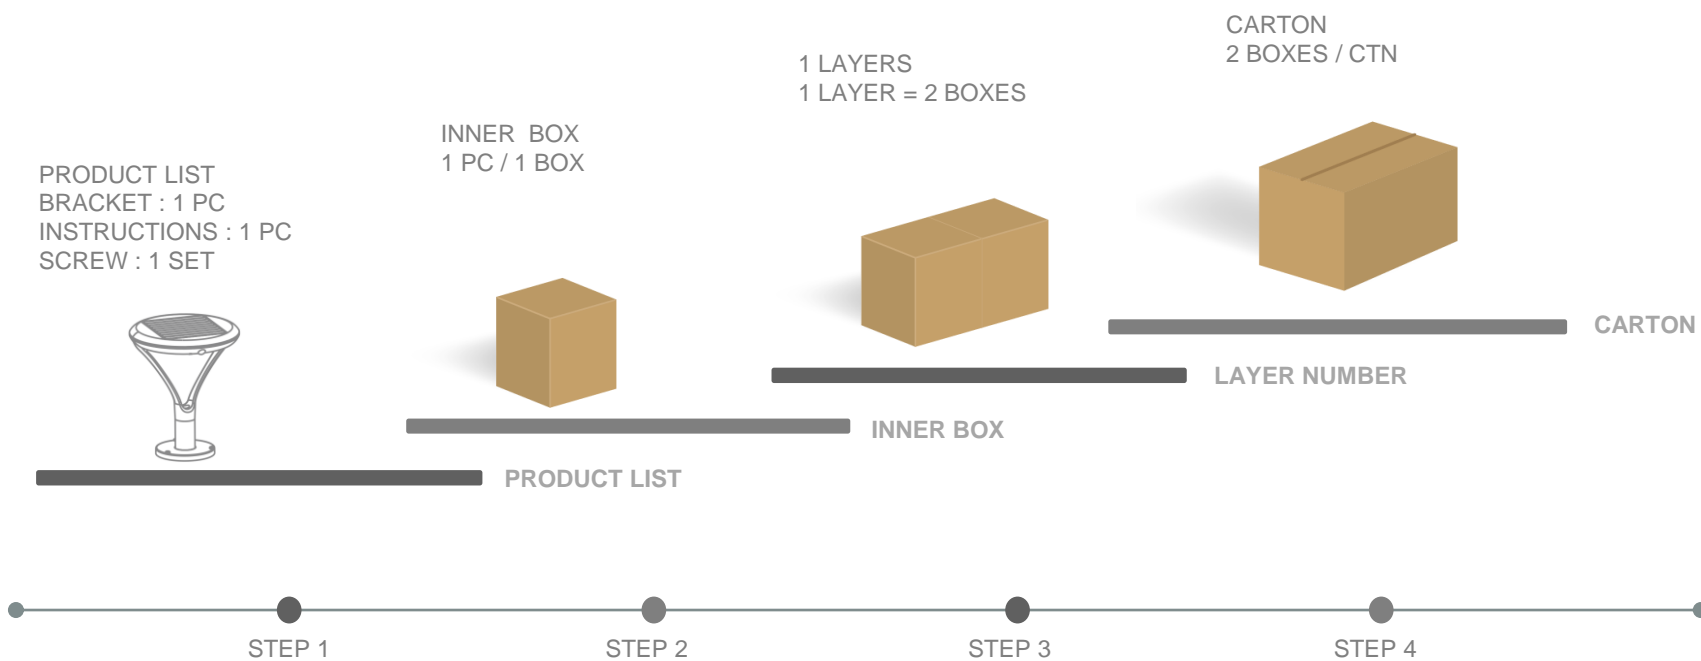 PRODUCT LIST
BRACKET : 1 PC
INSTRUCTIONS : 1 PC
SCREW : 1 SET
PRODUCT LIST
INNER BOX
1 PC / 1 BOX
INNER BOX
1 LAYERS
1 LAYER = 2 BOXES
LAYER NUMBER
CARTON
2 BOXES / CTN
CARTON
STEP 1
STEP 2
STEP 3
STEP 4